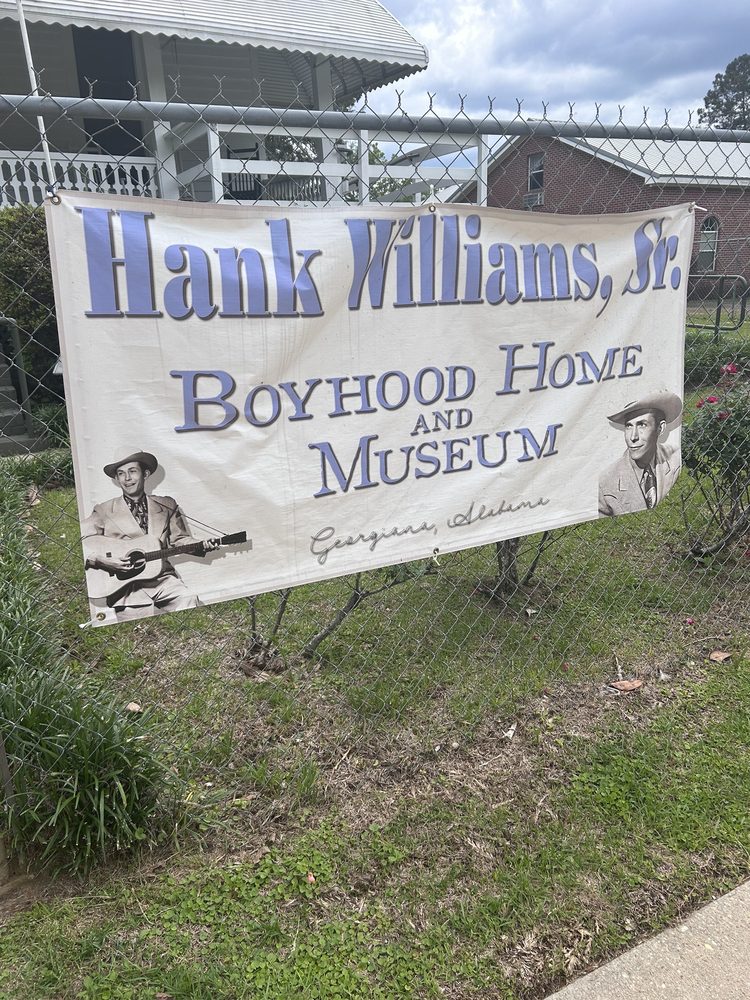 Hank Williams, Sr.
BOYHOOD HOME
AND
MUSEUM
Georgiana, Alabama